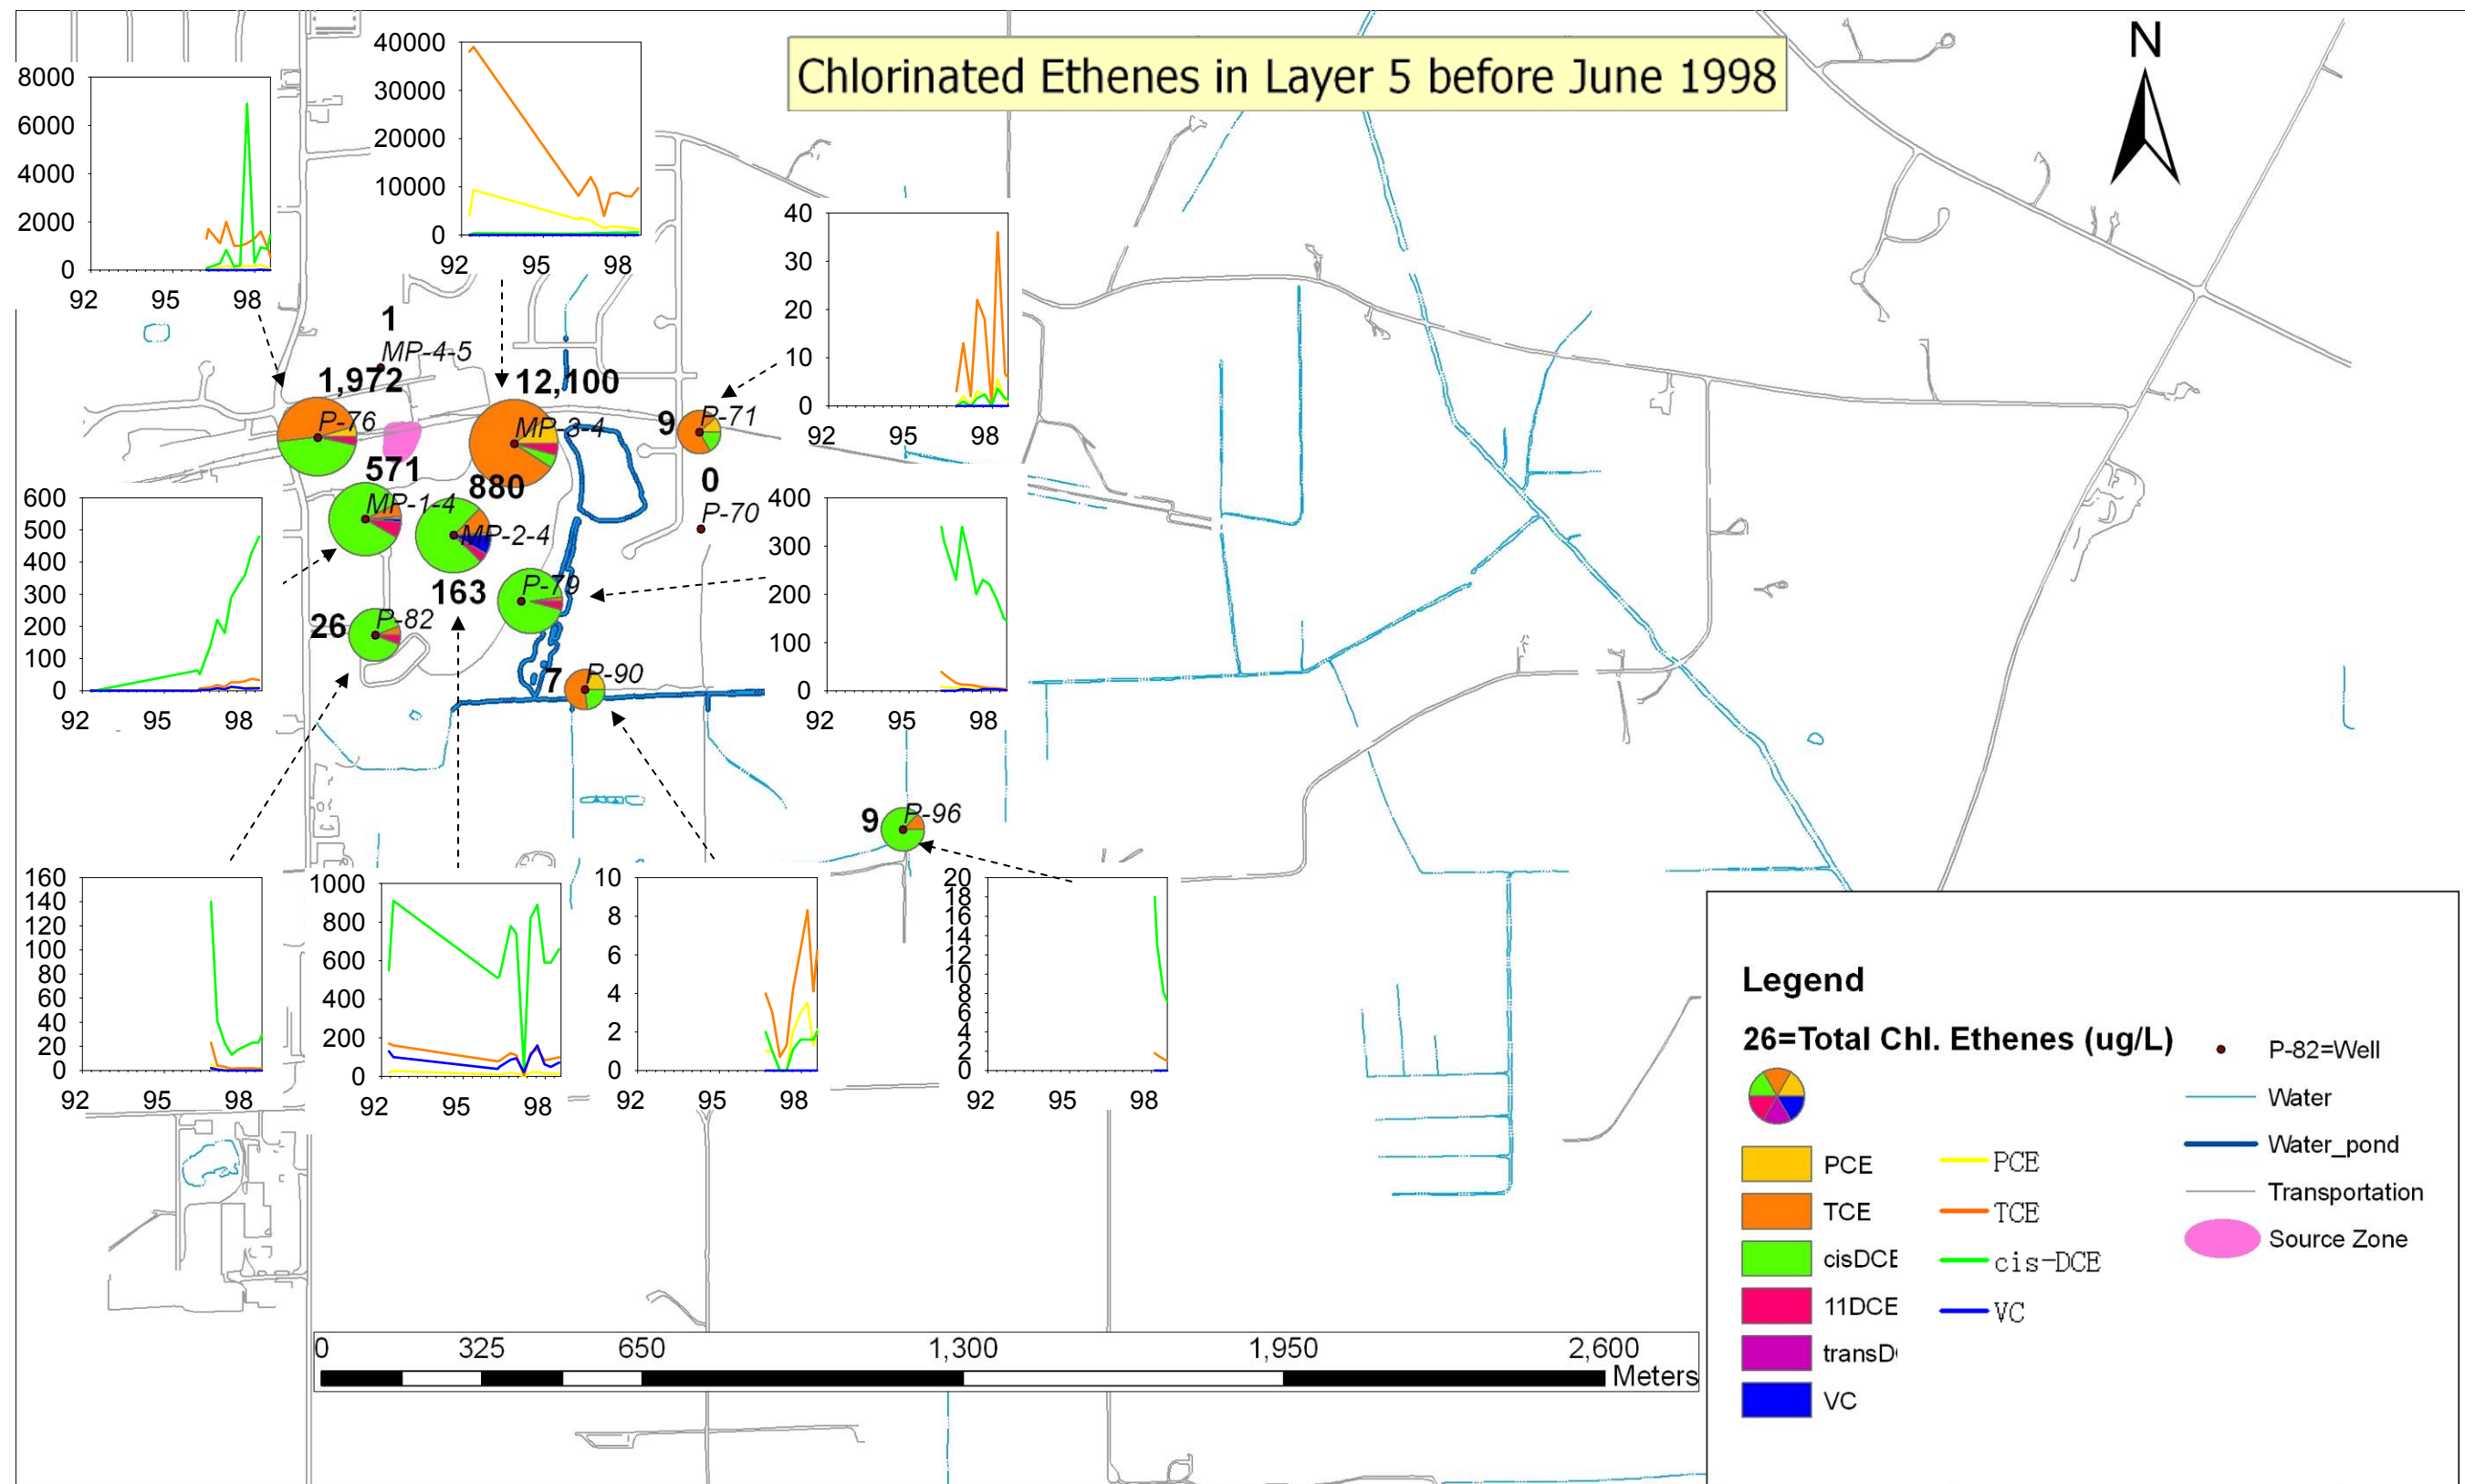 Chlorinated Ethenes in Layer 5 before June 1998
N
8000
6000
4000
2000
0
92 95 98
40000
30000
20000
10000
0
92 95 98
40
30
20
10
0
92 95 98
1
MP-4-5
1,972
P-76
12,100
MP-3-4
9
P-71
571
MP-1-4
880
MP-2-4
0
P-70
163
P-79
26
P-82
7
P-90
9
P-96
600
500
400
300
200
100
0
92 95 98
400
300
200
100
0
92 95 98
160
140
120
100
80
60
40
20
0
92 95 98
1000
800
600
400
200
0
92 95 98
10
8
6
4
2
0
92 95 98
20
18
16
14
12
10
8
6
4
2
0
92 95 98
Legend
26=Total Chl. Ethenes (ug/L)
PCE
TCE
cisDCE
11DCE
transD
VC
PCE
TCE
cis-DCE
VC
P-82=Well
Water
Water_pond
Transportation
Source Zone
0 325 650 1,300 1,950 2,600
Meters